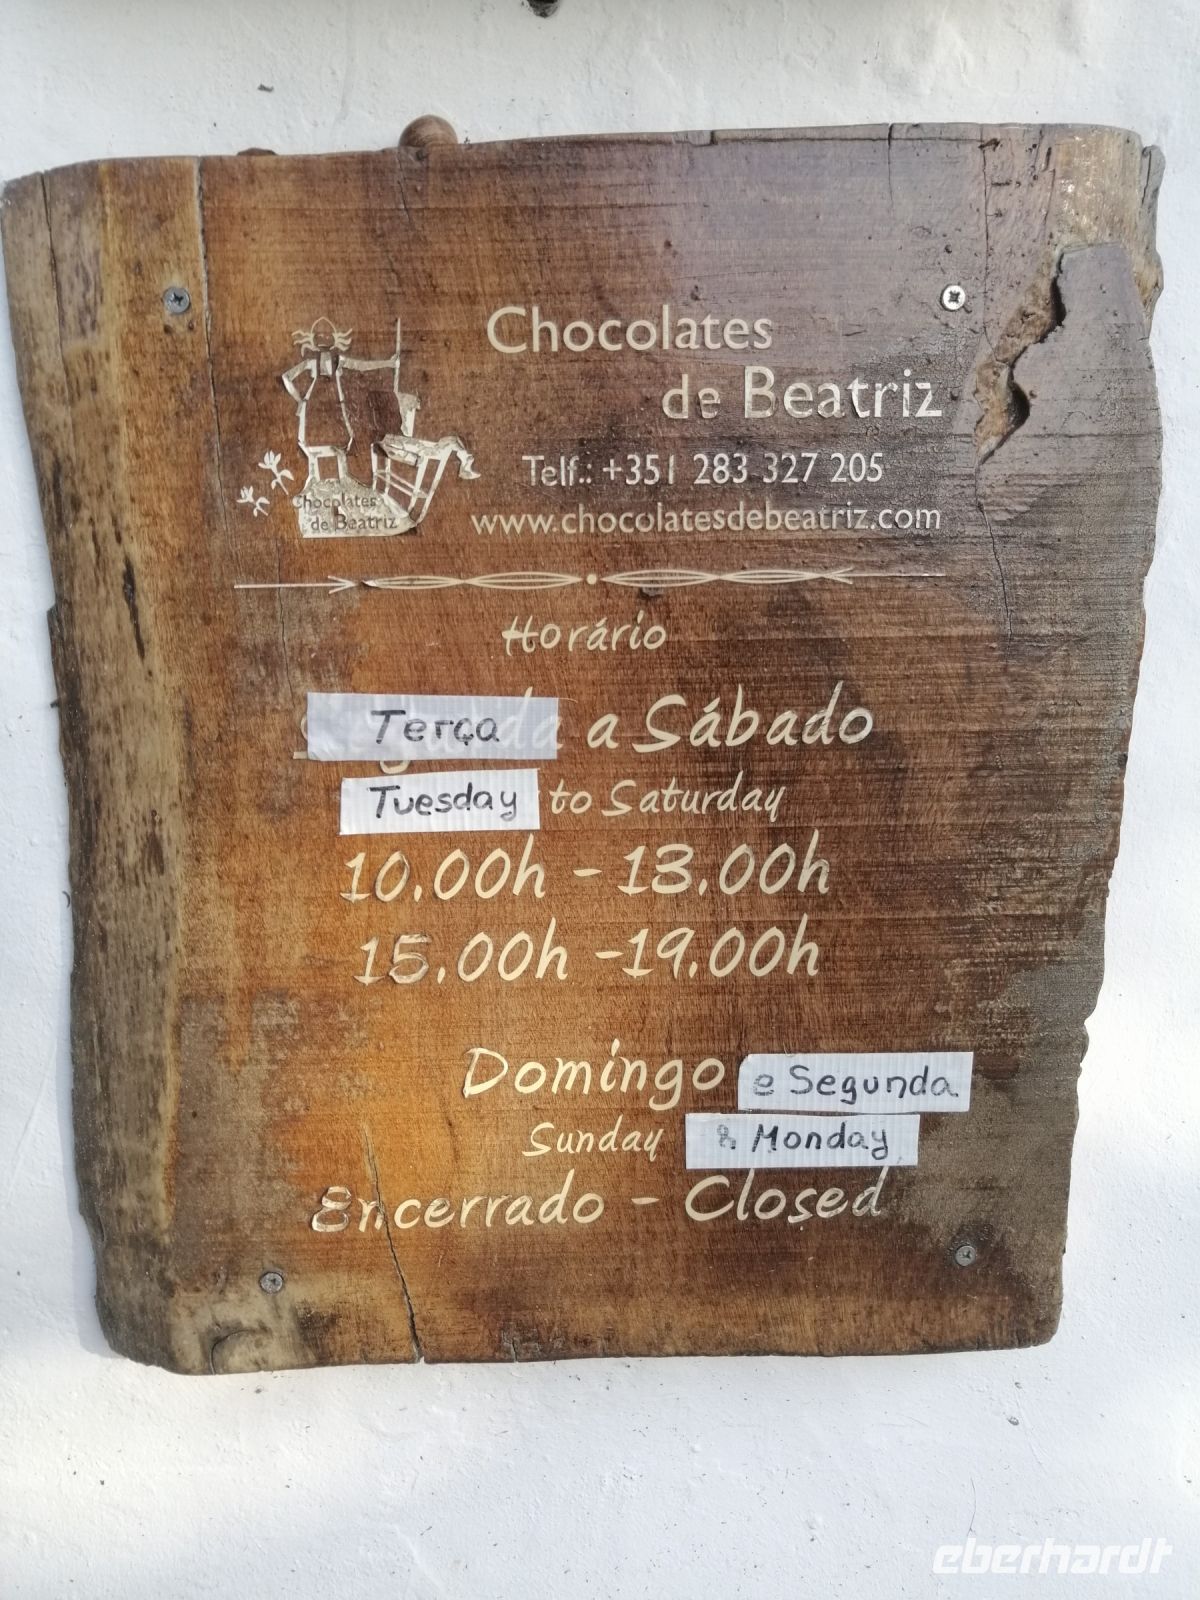 Chocolates
de Beatriz
Telf.: +351 283 327 205
www.chocolatesdebeatriz.com
Chocolates
de Beatriz
Horário
Terça a Sábado
Tuesday to Saturday
10.00h - 13.00h
15.00h - 19.00h
Domingo e Segunda
Sunday & Monday
Encerrado - Closed
eberhardt